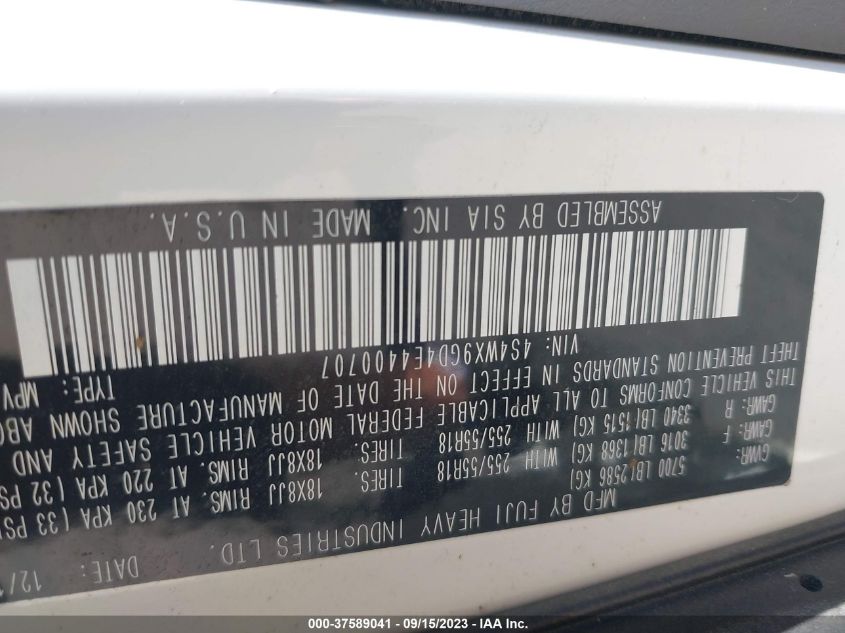 MFD BY FUJI HEAVY INDUSTRIES LTD. DATE: 12/
GVWR: 5700 LB(2586 KG)
GAWR: F 3016 LB(1368 KG) WITH 255/55R18 TIRES. 18X8JJ RIMS. AT 230 KPA (33 PSI
GAWR: R 3340 LB(1515 KG) WITH 255/55R18 TIRES. 18X8JJ RIMS. AT 220 KPA (32 PS
THIS VEHICLE CONFORMS TO ALL APPLICABLE FEDERAL MOTOR VEHICLE SAFETY AND
THEFT PREVENTION STANDARDS IN EFFECT ON THE DATE OF MANUFACTURE SHOWN ABO
VIN: 4S4WX9GD4E4400707 TYPE: MPV
ASSEMBLED BY SIA INC. MADE IN U.S.A.
000-37589041 - 09/15/2023 - IAA Inc.